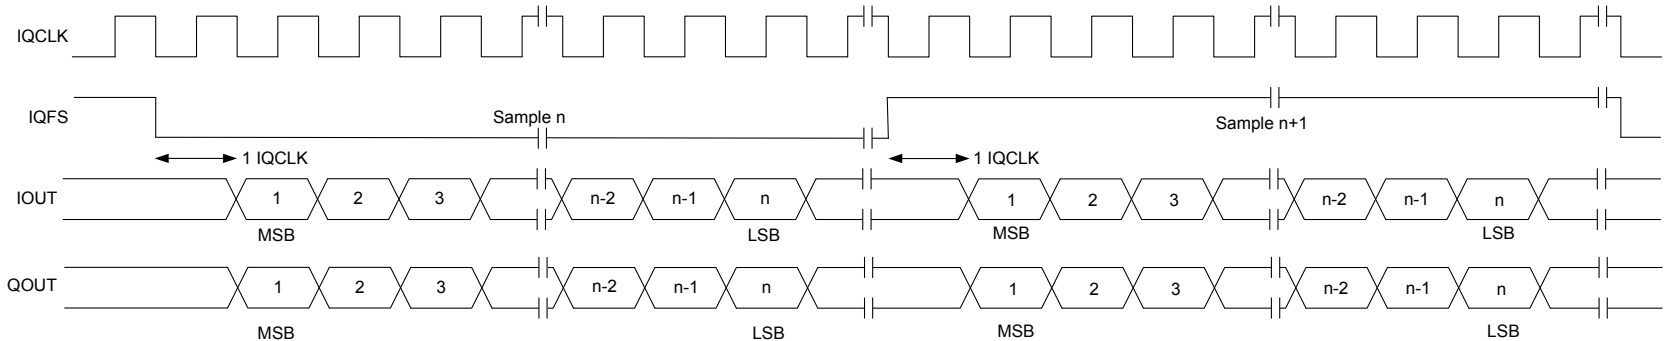 IQCLK
IQFS
Sample n
Sample n+1
1 IQCLK
1 IQCLK
IOUT
1 2 3 n-2 n-1 n 1 2 3 n-2 n-1 n
MSB LSB MSB LSB
QOUT
1 2 3 n-2 n-1 n 1 2 3 n-2 n-1 n
MSB LSB MSB LSB